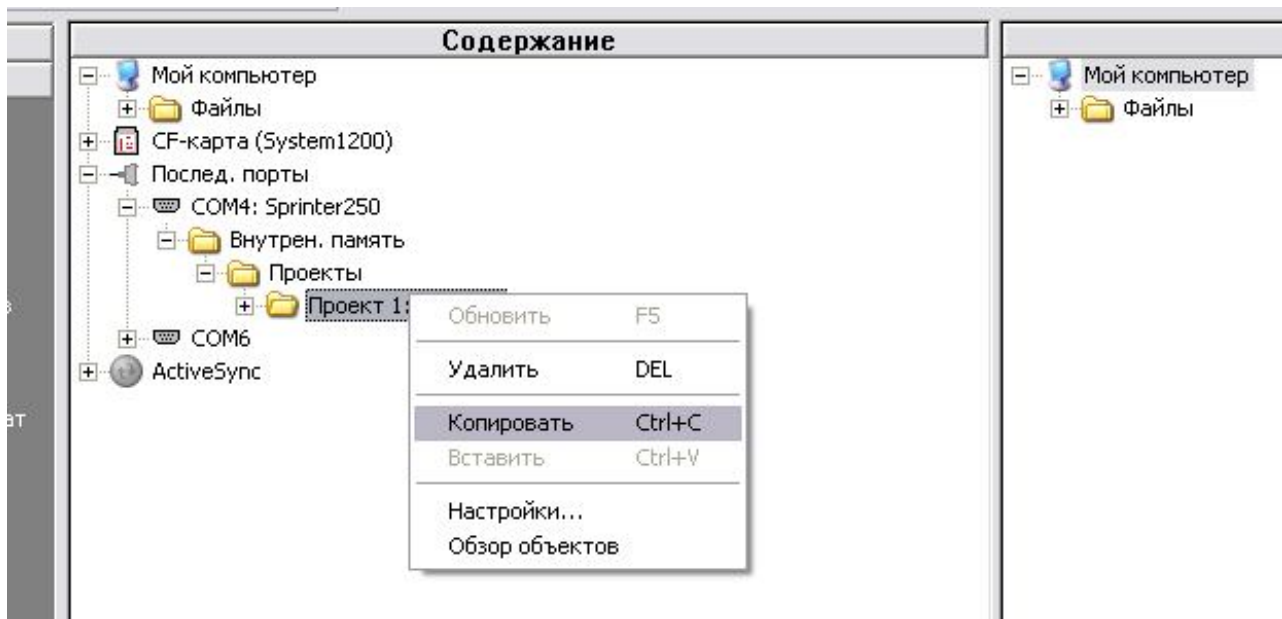 Содержание
Мой компьютер
Файлы
CF-карта (System1200)
Послед. порты
COM4: Sprinter250
Внутрен. память
Проекты
Проект 1:
COM6
ActiveSync
Обновить F5
Удалить DEL
Копировать Ctrl+C
Вставить Ctrl+V
Настройки...
Обзор объектов
Мой компьютер
Файлы
ат